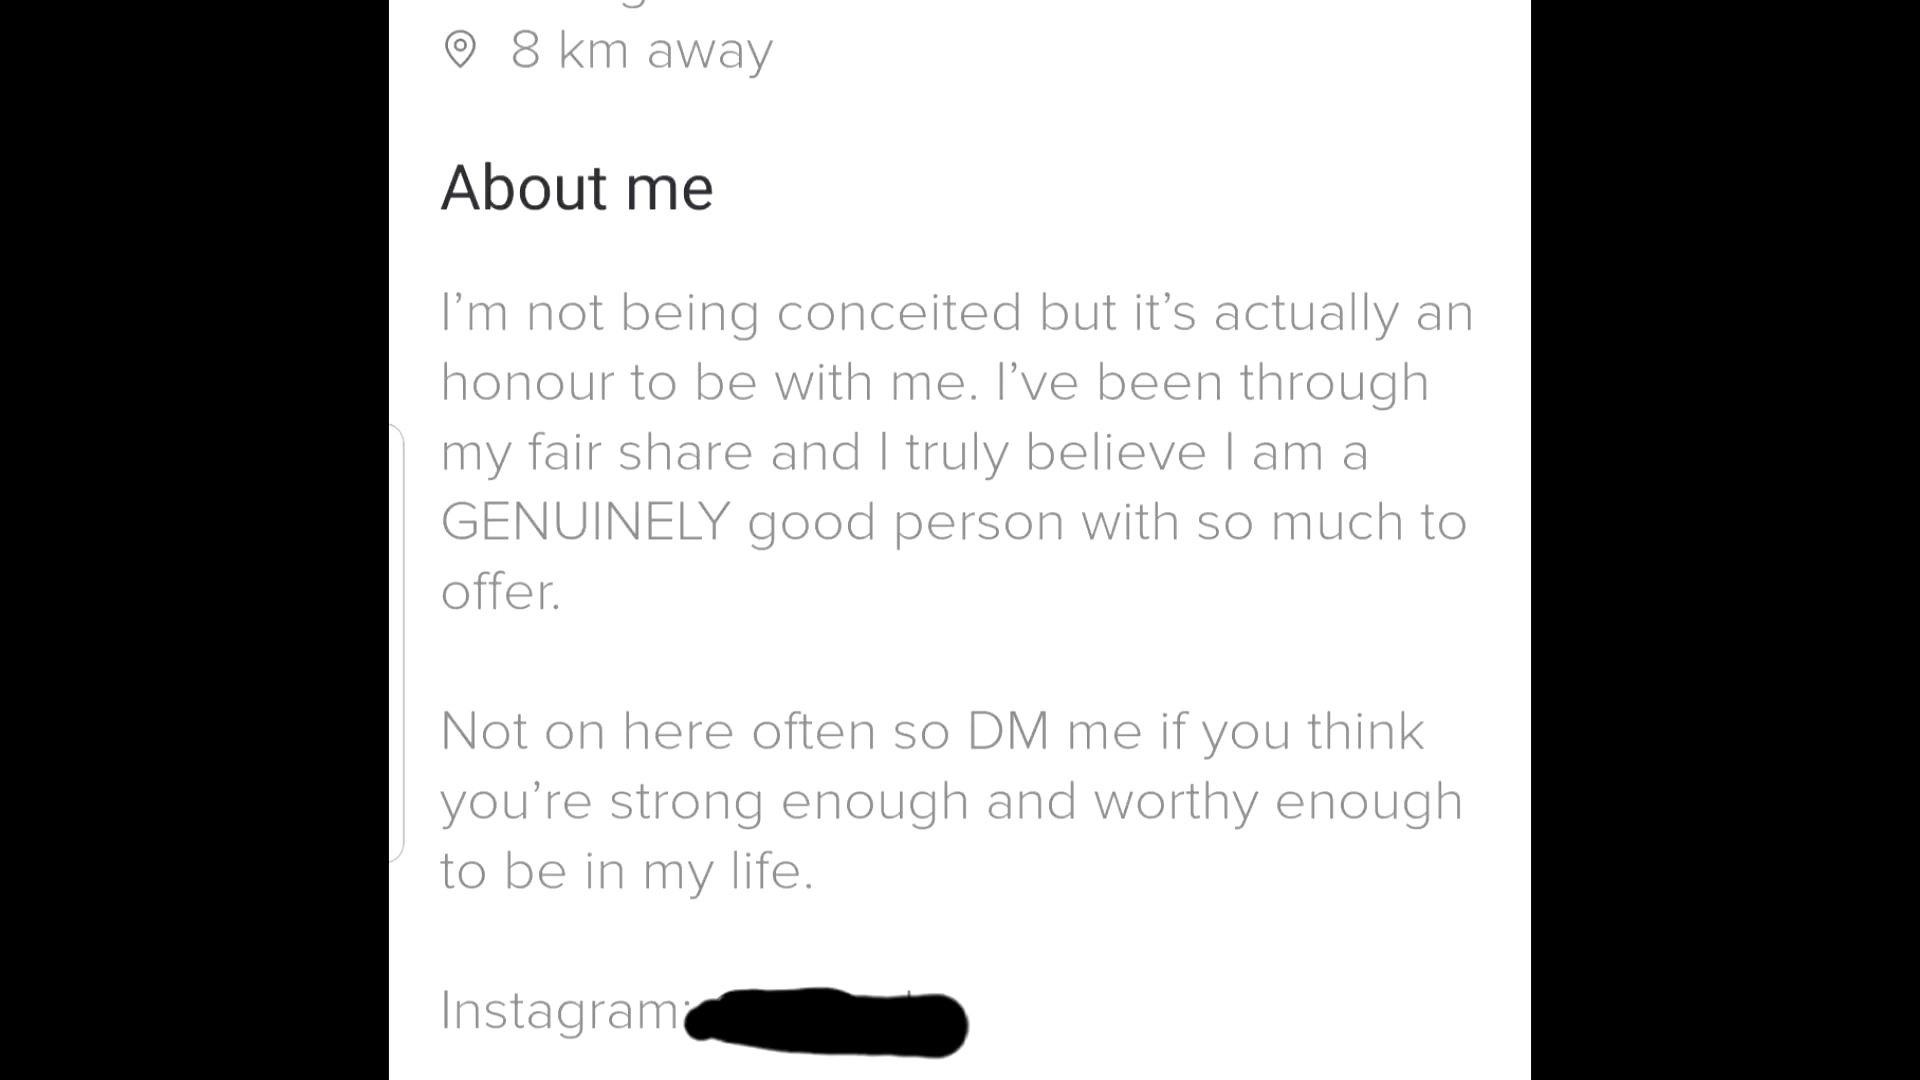 8 km away
About me
I'm not being conceited but it's actually an
honour to be with me. I've been through
my fair share and I truly believe I am a
GENUINELY good person with so much to
offer.
Not on here often so DM me if you think
you're strong enough and worthy enough
to be in my life.
Instagram: